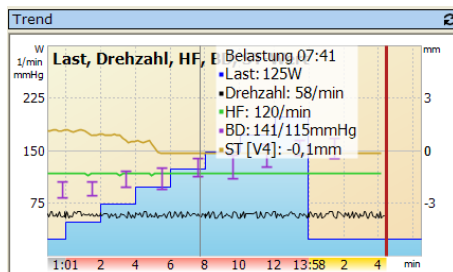 Trend
W
1/min
mmHg
Last, Drehzahl, HF, B
mm
Belastung 07:41
Last: 125W
Drehzahl: 58/min
HF: 120/min
BD: 141/115mmHg
ST [V4]: -0,1mm
225
150
75
3
0
-3
1:01 2 4 6 8 10 12 13:58 2 4 min